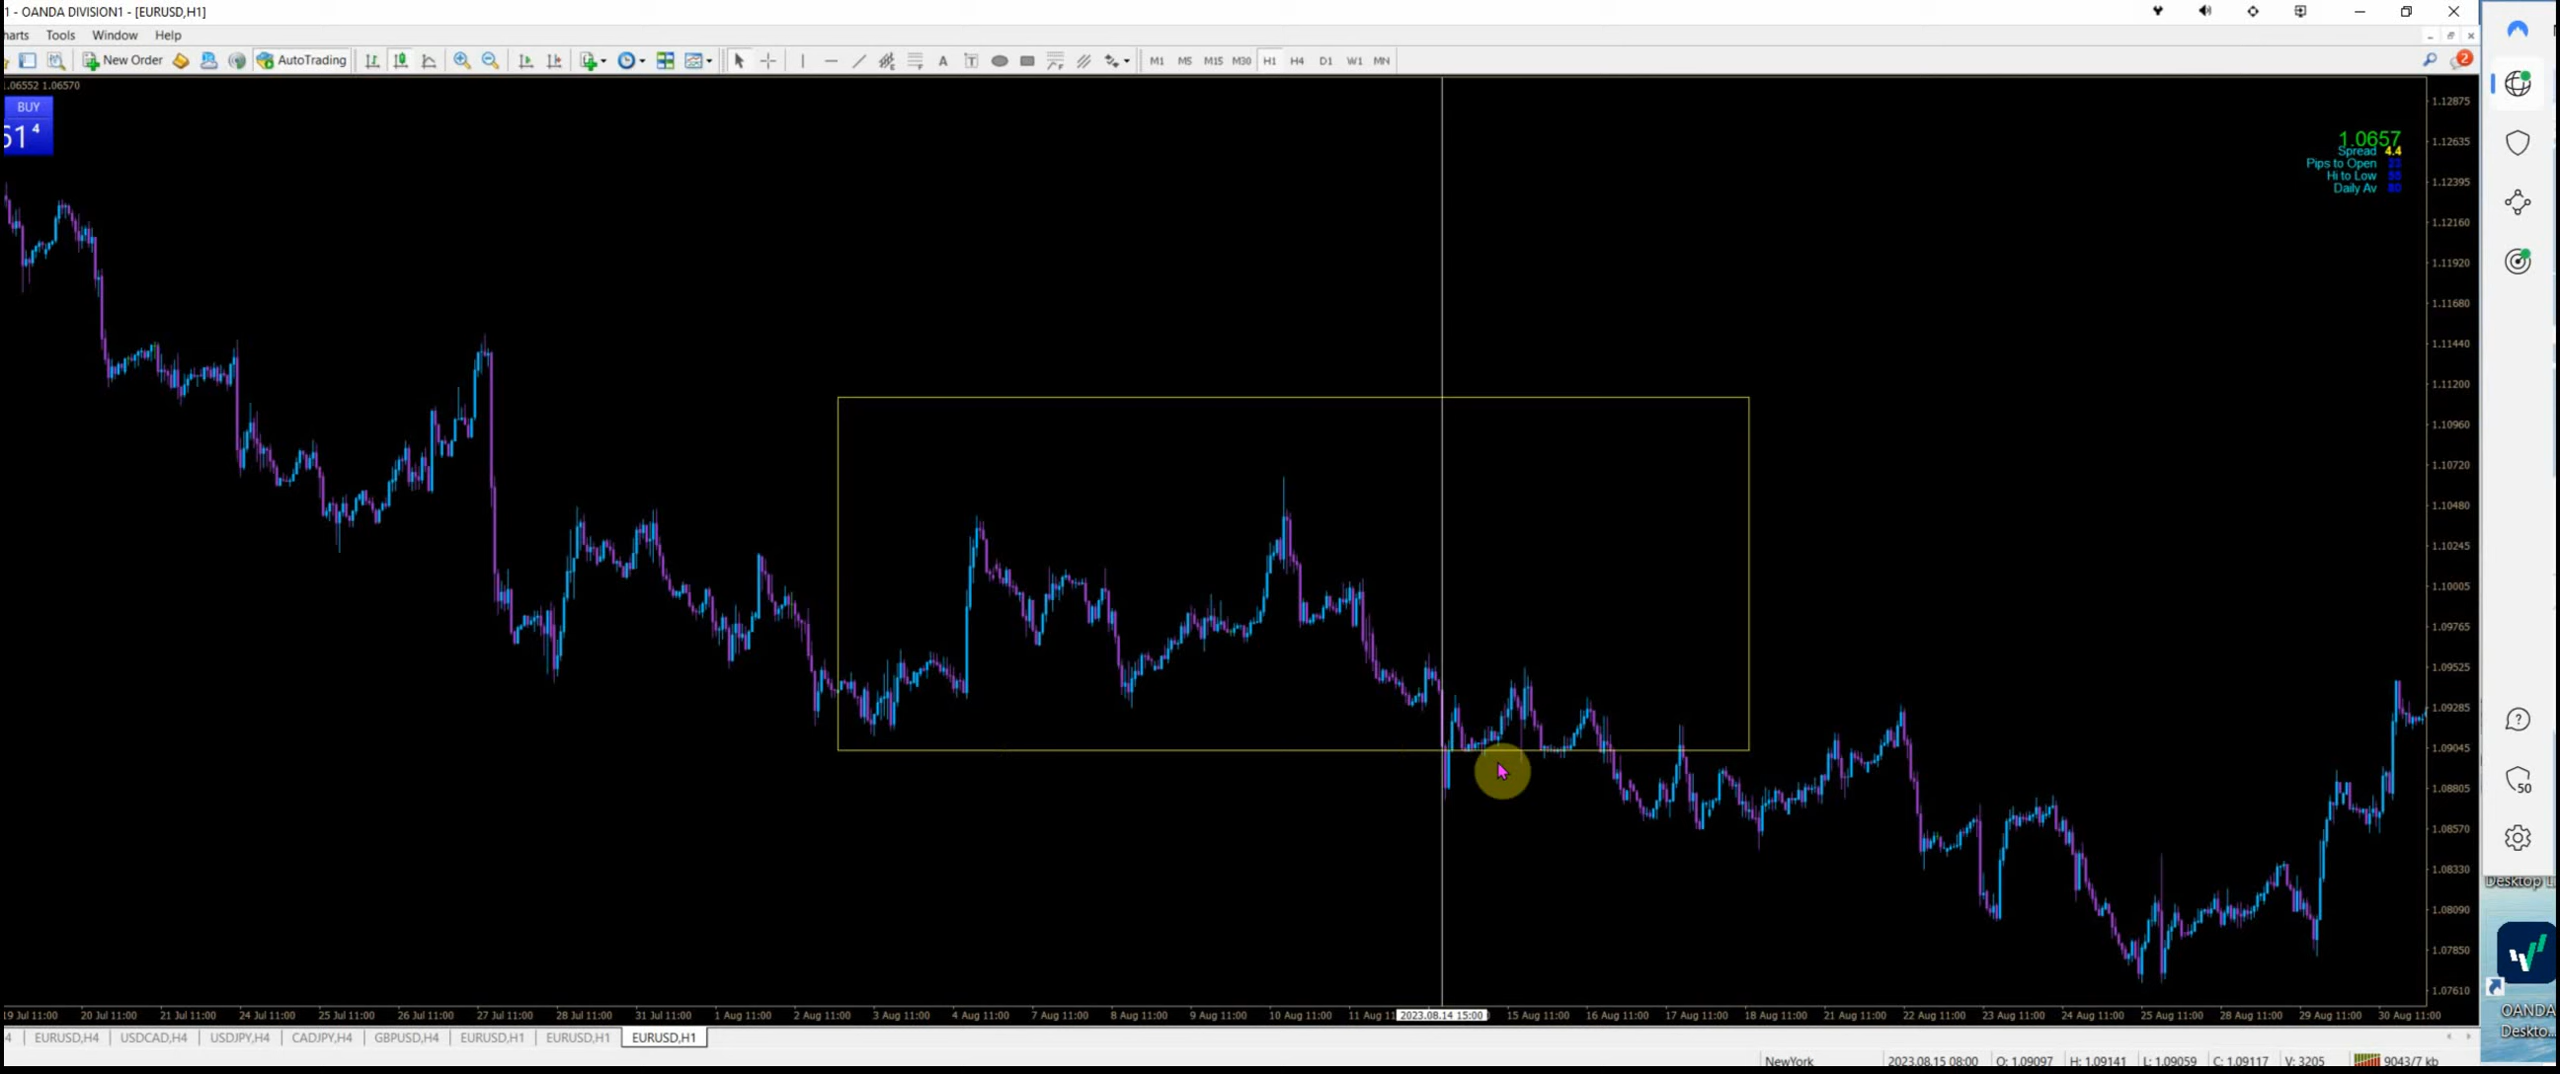 1 - OANDA DIVISION1 - [EURUSD,H1]
harts Tools Window Help
New Order AutoTrading A T M1 M5 M15 M30 H1 H4 D1 W1 MN 2
1.06552 1.06570
BUY
51 4
1.0657
Spread 4.4
Pips to Open
Hi to Low
Daily Av
1.12875
1.12635
1.12395
1.12160
1.11920
1.11680
1.11440
1.11200
1.10960
1.10720
1.10480
1.10245
1.10005
1.09765
1.09525
1.09285
1.09045
1.08805
1.08570
1.08330
1.08090
1.07850
1.07610
50
Desktop
OANDA
Deskto...
19 Jul 11:00 20 Jul 11:00 21 Jul 11:00 24 Jul 11:00 25 Jul 11:00 26 Jul 11:00 27 Jul 11:00 28 Jul 11:00 31 Jul 11:00 1 Aug 11:00 2 Aug 11:00 3 Aug 11:00 4 Aug 11:00 7 Aug 11:00 8 Aug 11:00 9 Aug 11:00 10 Aug 11:00 11 Aug 11 2023.08.14 15:00 15 Aug 11:00 16 Aug 11:00 17 Aug 11:00 18 Aug 11:00 21 Aug 11:00 22 Aug 11:00 23 Aug 11:00 24 Aug 11:00 25 Aug 11:00 28 Aug 11:00 29 Aug 11:00 30 Aug 11:00
4 EURUSD,H4 USDCAD,H4 USDJPY,H4 CADJPY,H4 GBPUSD,H4 EURUSD,H1 EURUSD,H1 EURUSD,H1
NewYork 2023.08.15 08:00 O: 1.09097 H: 1.09141 L: 1.09059 C: 1.09117 V: 3205 9043/7 kb